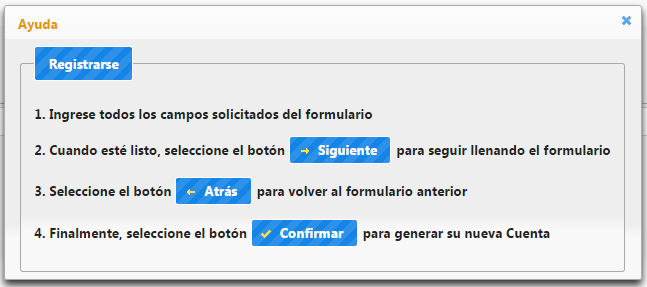 Ayuda
Registrarse
1. Ingrese todos los campos solicitados del formulario
2. Cuando esté listo, seleccione el botón Siguiente para seguir llenando el formulario
3. Seleccione el botón Atrás para volver al formulario anterior
4. Finalmente, seleccione el botón Confirmar para generar su nueva Cuenta